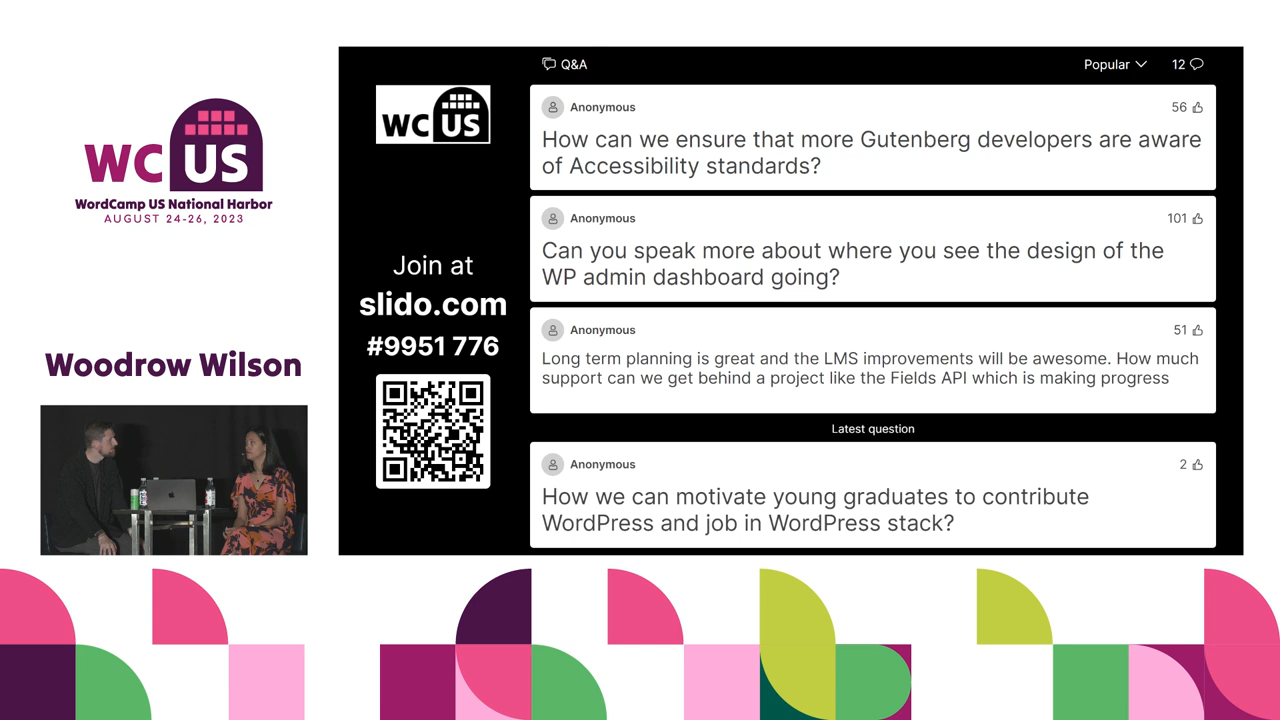 WC US
WordCamp US National Harbor
AUGUST 24-26, 2023
Woodrow Wilson
WC US
Join at
slido.com
#9951 776
Q&A
Popular
12
Anonymous
56
How can we ensure that more Gutenberg developers are aware
of Accessibility standards?
Anonymous
101
Can you speak more about where you see the design of the
WP admin dashboard going?
Anonymous
51
Long term planning is great and the LMS improvements will be awesome. How much
support can we get behind a project like the Fields API which is making progress
Latest question
Anonymous
2
How we can motivate young graduates to contribute
WordPress and job in WordPress stack?